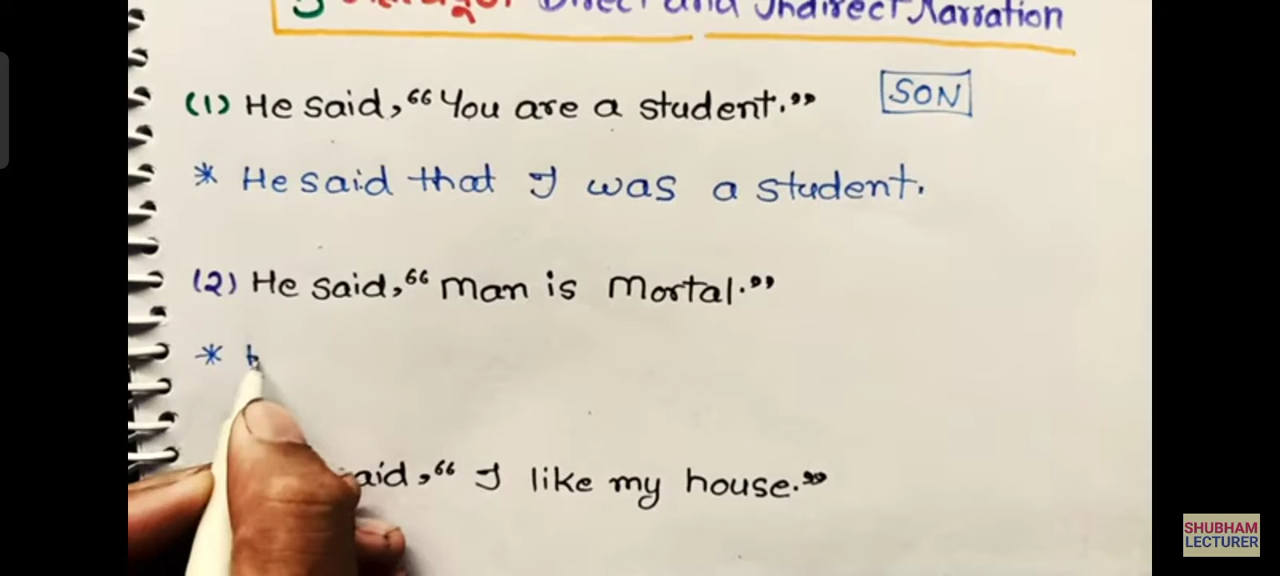 Direct and Indirect Narration
(1) He said, “You are a student.” SON
* He said that I was a student.
(2) He said, “Man is Mortal.”
*
said, “I like my house.”
SHUBHAM
LECTURER